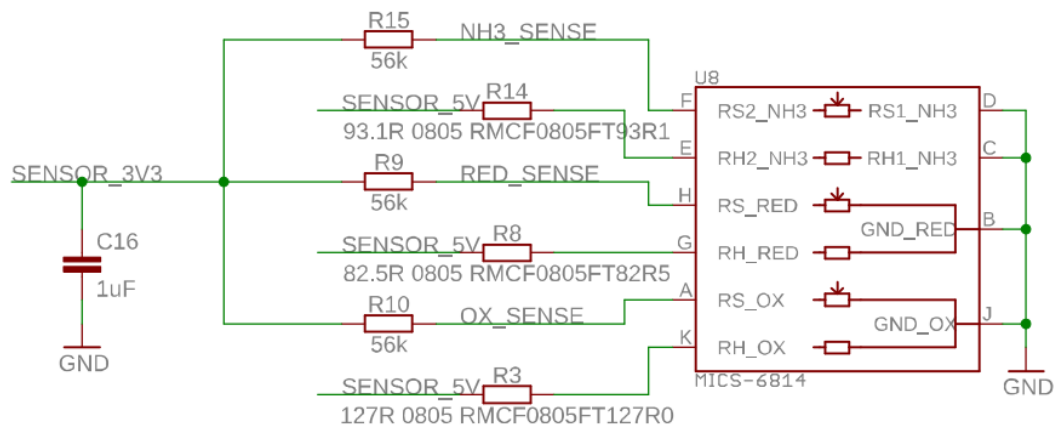 R15
NH3_SENSE
56k
U8
SENSOR_5V
R14
F
RS2_NH3
RS1_NH3
D
93.1R 0805 RMCF0805FT93R1
E
RH2_NH3
RH1_NH3
C
SENSOR_3V3
R9
RED_SENSE
56k
H
RS_RED
GND_RED
B
SENSOR_5V
R8
G
RH_RED
82.5R 0805 RMCF0805FT82R5
C16
1uF
GND
R10
OX_SENSE
56k
A
RS_OX
GND_OX
J
K
RH_OX
SENSOR_5V
R3
127R 0805 RMCF0805FT127R0
MICS-6814
GND